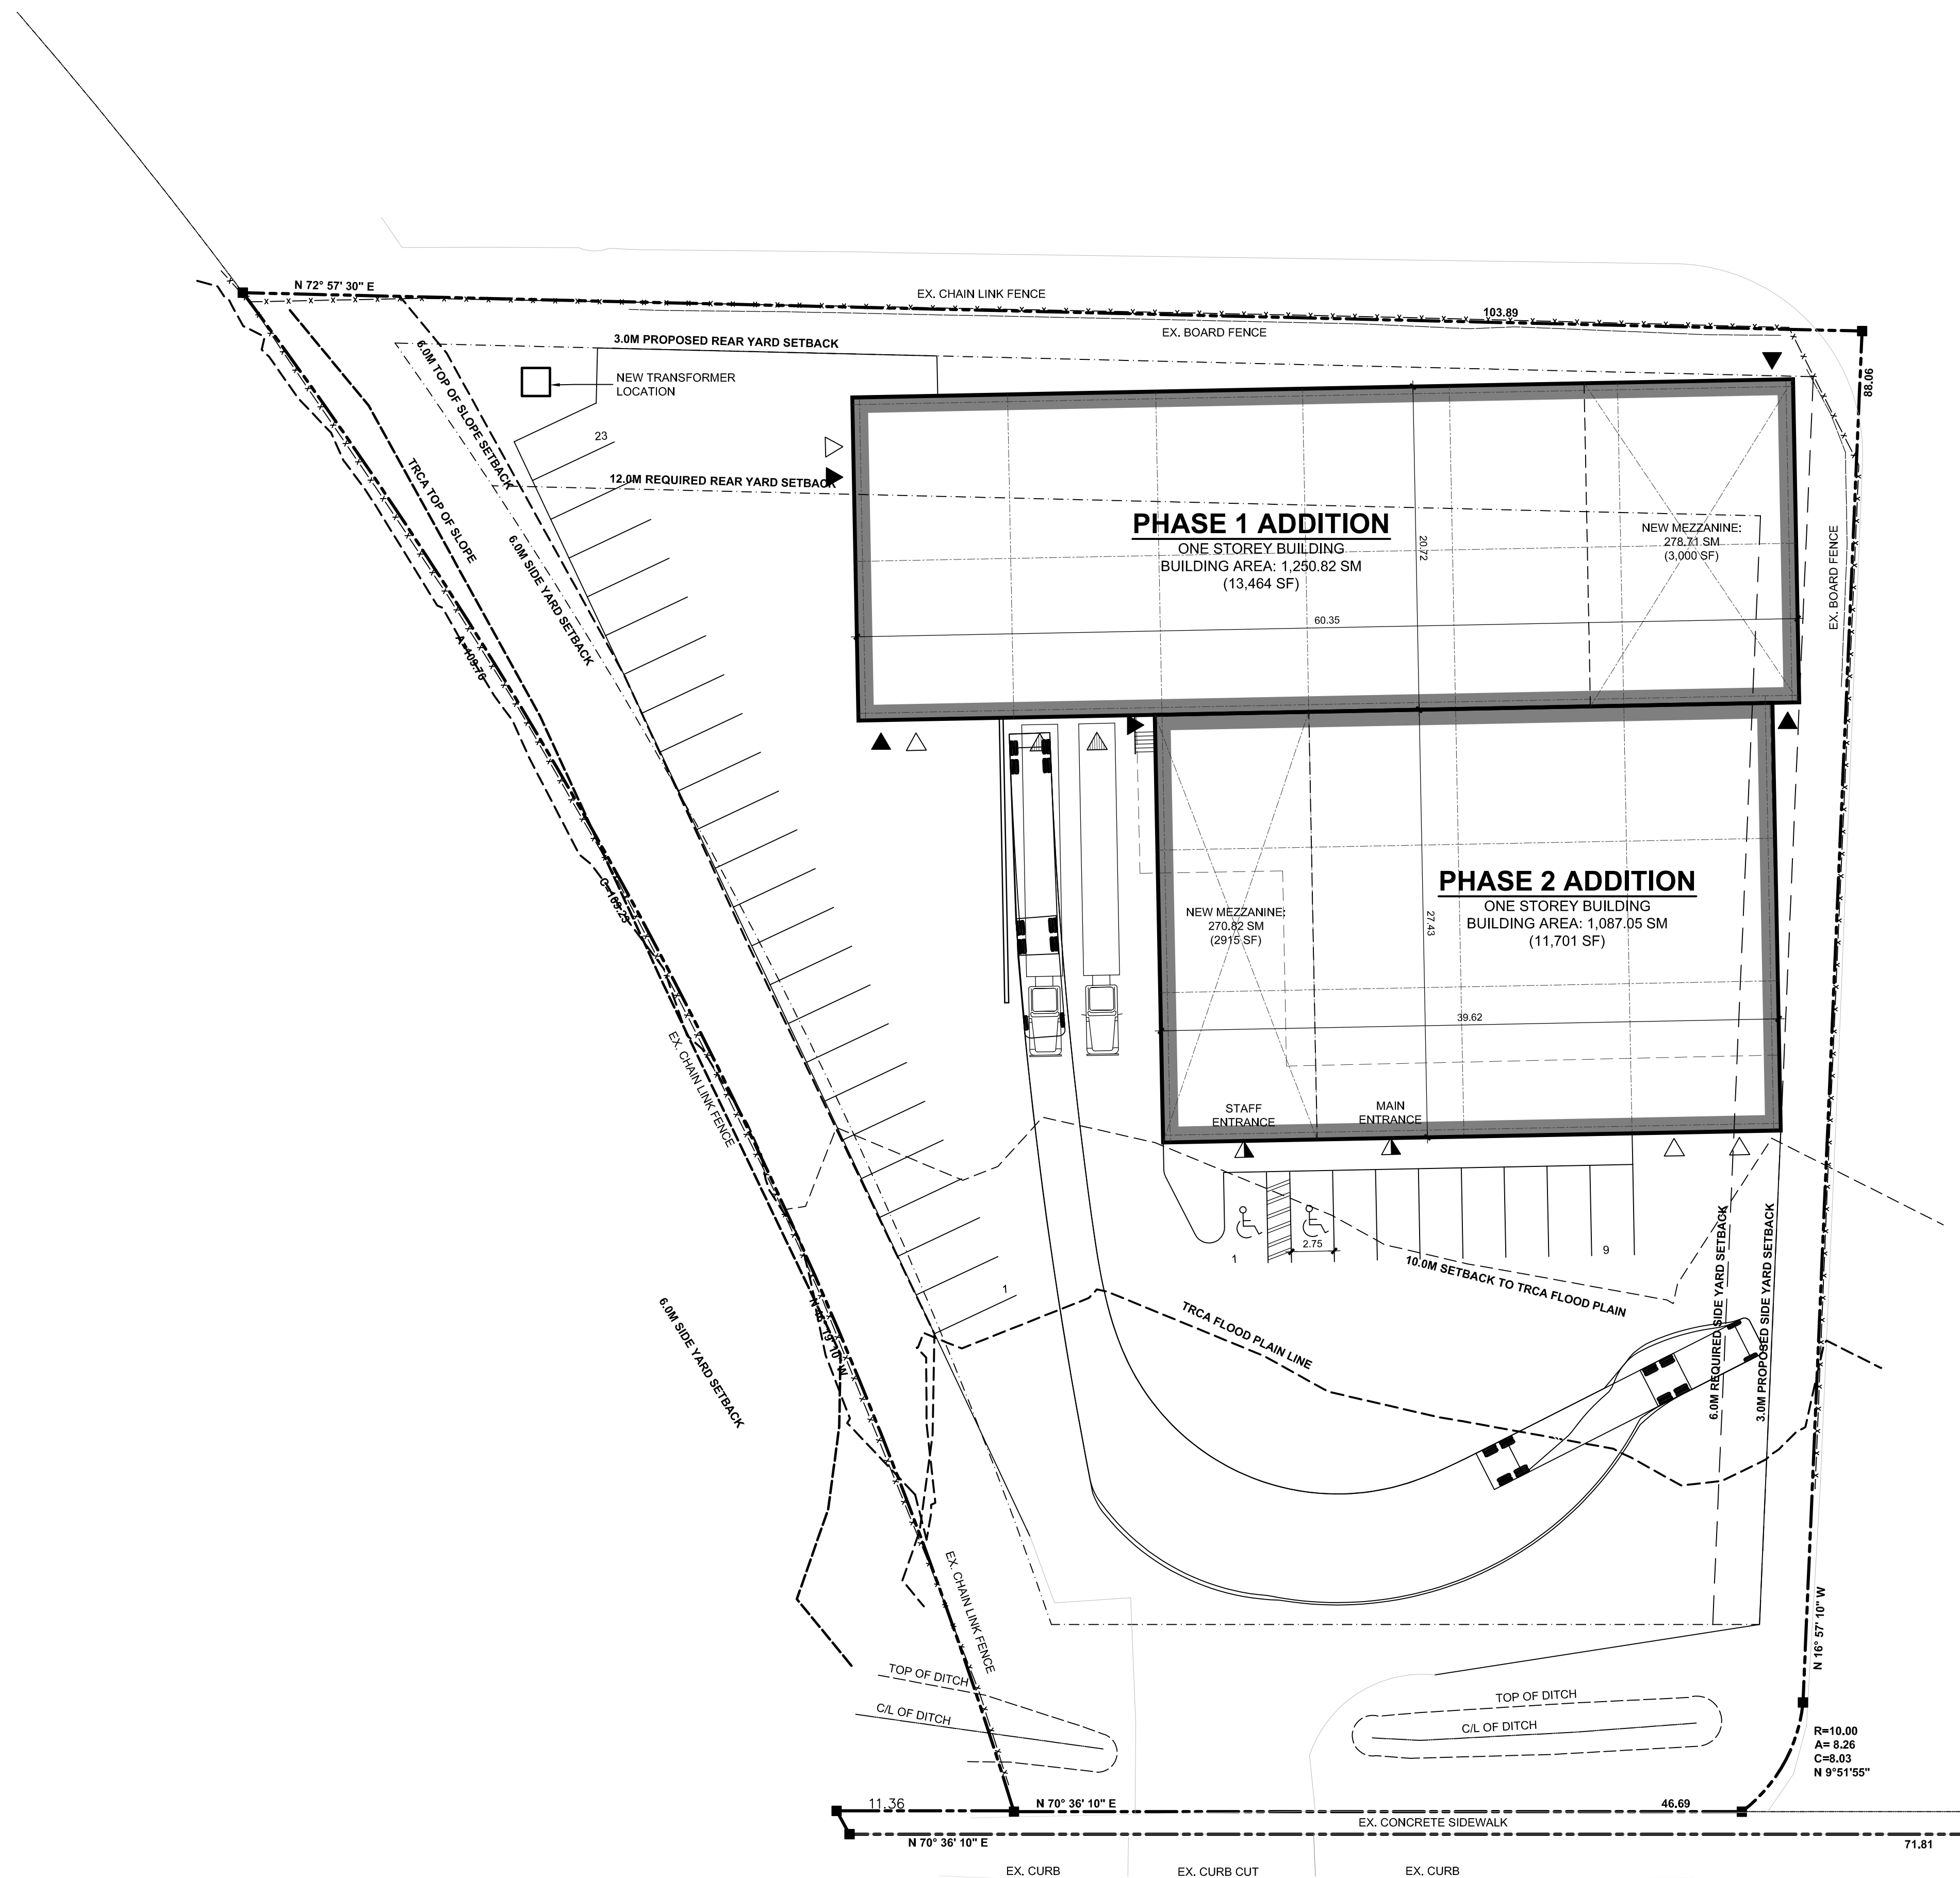 N 72° 57' 30" E
EX. CHAIN LINK FENCE
103.89
EX. BOARD FENCE
3.0M PROPOSED REAR YARD SETBACK
88.06
6.0M TOP OF SLOPE SETBACK
NEW TRANSFORMER
LOCATION
23
12.0M REQUIRED REAR YARD SETBACK
TRCA TOP OF SLOPE
6.0M SIDE YARD SETBACK
PHASE 1 ADDITION
ONE STOREY BUILDING
BUILDING AREA: 1,250.82 SM
(13,464 SF)
20.72
NEW MEZZANINE:
278.71 SM
(3,000 SF)
EX. BOARD FENCE
60.35
A=109.76
C=109.23
PHASE 2 ADDITION
ONE STOREY BUILDING
BUILDING AREA: 1,087.05 SM
(11,701 SF)
NEW MEZZANINE:
270.82 SM
(2915 SF)
27.43
39.62
EX. CHAIN LINK FENCE
STAFF
ENTRANCE
MAIN
ENTRANCE
2.75
1
9
1
10.0M SETBACK TO TRCA FLOOD PLAIN
6.0M REQUIRED SIDE YARD SETBACK
3.0M PROPOSED SIDE YARD SETBACK
TRCA FLOOD PLAIN LINE
6.0M SIDE YARD SETBACK
EX. CHAIN LINK FENCE
N 16° 57' 10" W
TOP OF DITCH
C/L OF DITCH
TOP OF DITCH
C/L OF DITCH
R=10.00
A= 8.26
C=8.03
N 9°51'55"
11.36
N 70° 36' 10" E
46.69
EX. CONCRETE SIDEWALK
N 70° 36' 10" E
71.81
EX. CURB
EX. CURB CUT
EX. CURB